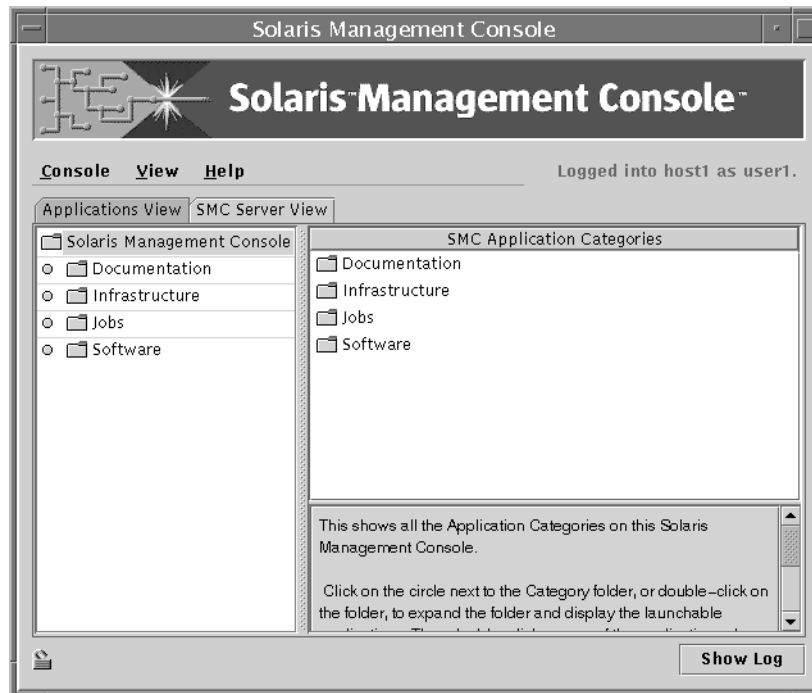 Solaris Management Console
Solaris™Management Console™
Console View Help
Logged into host1 as user1.
Applications View SMC Server View
Solaris Management Console
Documentation
Infrastructure
Jobs
Software
SMC Application Categories
Documentation
Infrastructure
Jobs
Software
This shows all the Application Categories on this Solaris
Management Console.
Click on the circle next to the Category folder, or double–click on
the folder, to expand the folder and display the launchable
Show Log